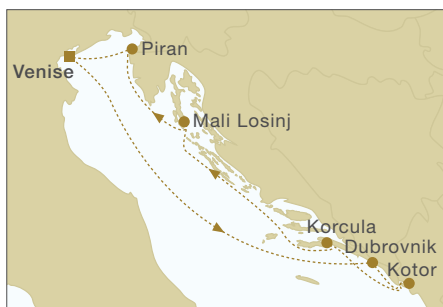 Piran
Venise
Mali Losinj
Korcula
Dubrovnik
Kotor